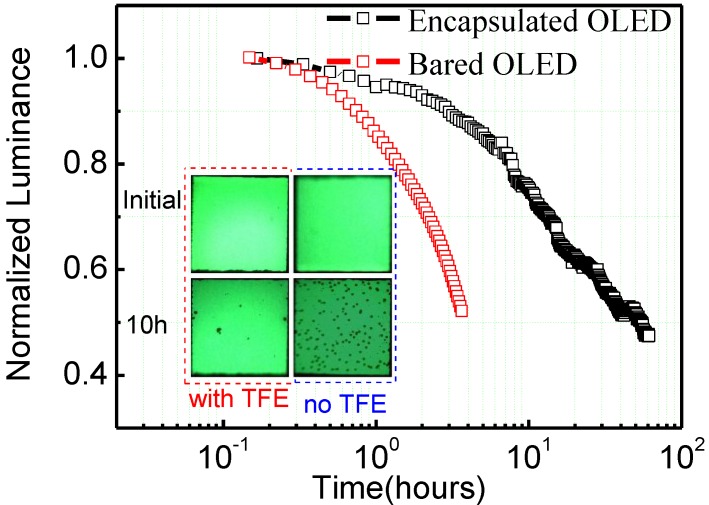 Encapsulated OLED
Bared OLED
Normalized Luminance
1.0
0.8
0.6
0.4
Initial
10h
with TFE
no TFE
10⁻¹
10⁰
10¹
10²
Time(hours)